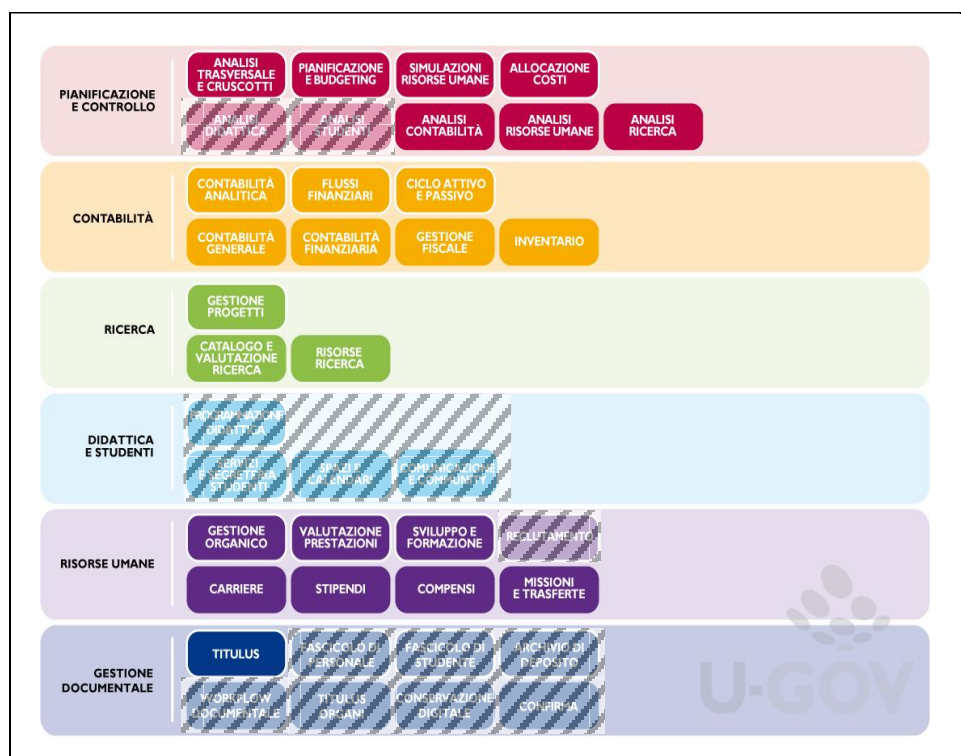 PIANIFICAZIONE
E CONTROLLO
ANALISI
TRASVERSALE
E CRUSCOTTI
PIANIFICAZIONE
E BUDGETING
SIMULAZIONI
RISORSE UMANE
ALLOCAZIONE
COSTI
ANALISI
DIDATTICA
ANALISI
STUDENTI
ANALISI
CONTABILITÀ
ANALISI
RISORSE UMANE
ANALISI
RICERCA
CONTABILITÀ
CONTABILITÀ
ANALITICA
FLUSSI
FINANZIARI
CICLO ATTIVO
E PASSIVO
CONTABILITÀ
GENERALE
CONTABILITÀ
FINANZIARIA
GESTIONE
FISCALE
INVENTARIO
RICERCA
GESTIONE
PROGETTI
CATALOGO E
VALUTAZIONE
RICERCA
RISORSE
RICERCA
DIDATTICA
E STUDENTI
PROGRAMMAZIONE
DIDATTICA
SERVIZI
E SEGRETERIA
STUDENTI
SPAZI E
CALENDARI
COMUNICAZIONE
E COMMUNITY
RISORSE UMANE
GESTIONE
ORGANICO
VALUTAZIONE
PRESTAZIONI
SVILUPPO E
FORMAZIONE
RECLUTAMENTO
CARRIERE
STIPENDI
COMPENSI
MISSIONI
E TRASFERTE
GESTIONE
DOCUMENTALE
TITULUS
FASCICOLO DI
PERSONALE
FASCICOLO DI
STUDENTE
ARCHIVIO DI
DEPOSITO
WORKFLOW
DOCUMENTALE
TITULUS
ORGANI
CONSERVAZIONE
DIGITALE
CONFIRMA
U-GOV